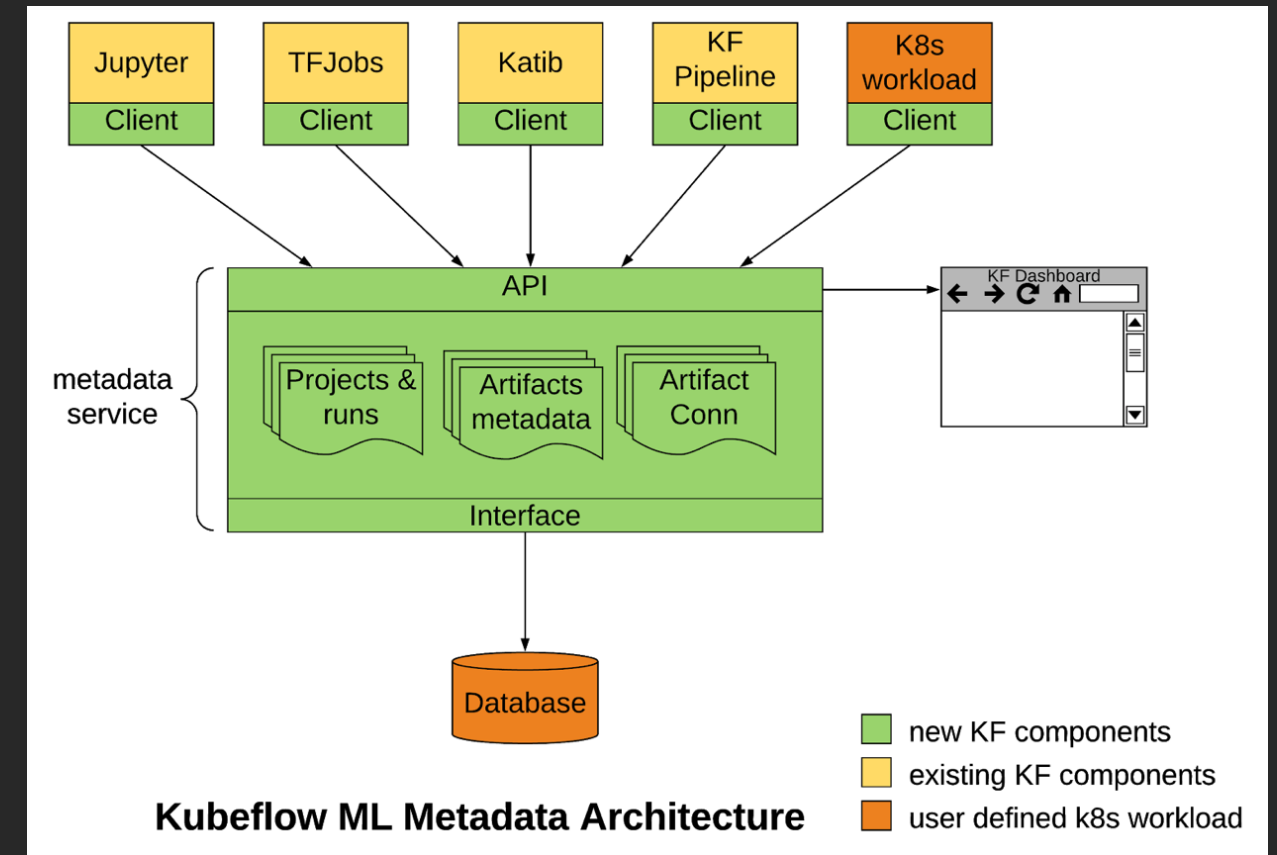 Jupyter
Client
TFJobs
Client
Katib
Client
KF
Pipeline
Client
K8s
workload
Client
API
KF Dashboard
metadata
service
Projects &
runs
Artifacts
metadata
Artifact
Conn
Interface
Database
new KF components
existing KF components
user defined k8s workload
Kubeflow ML Metadata Architecture